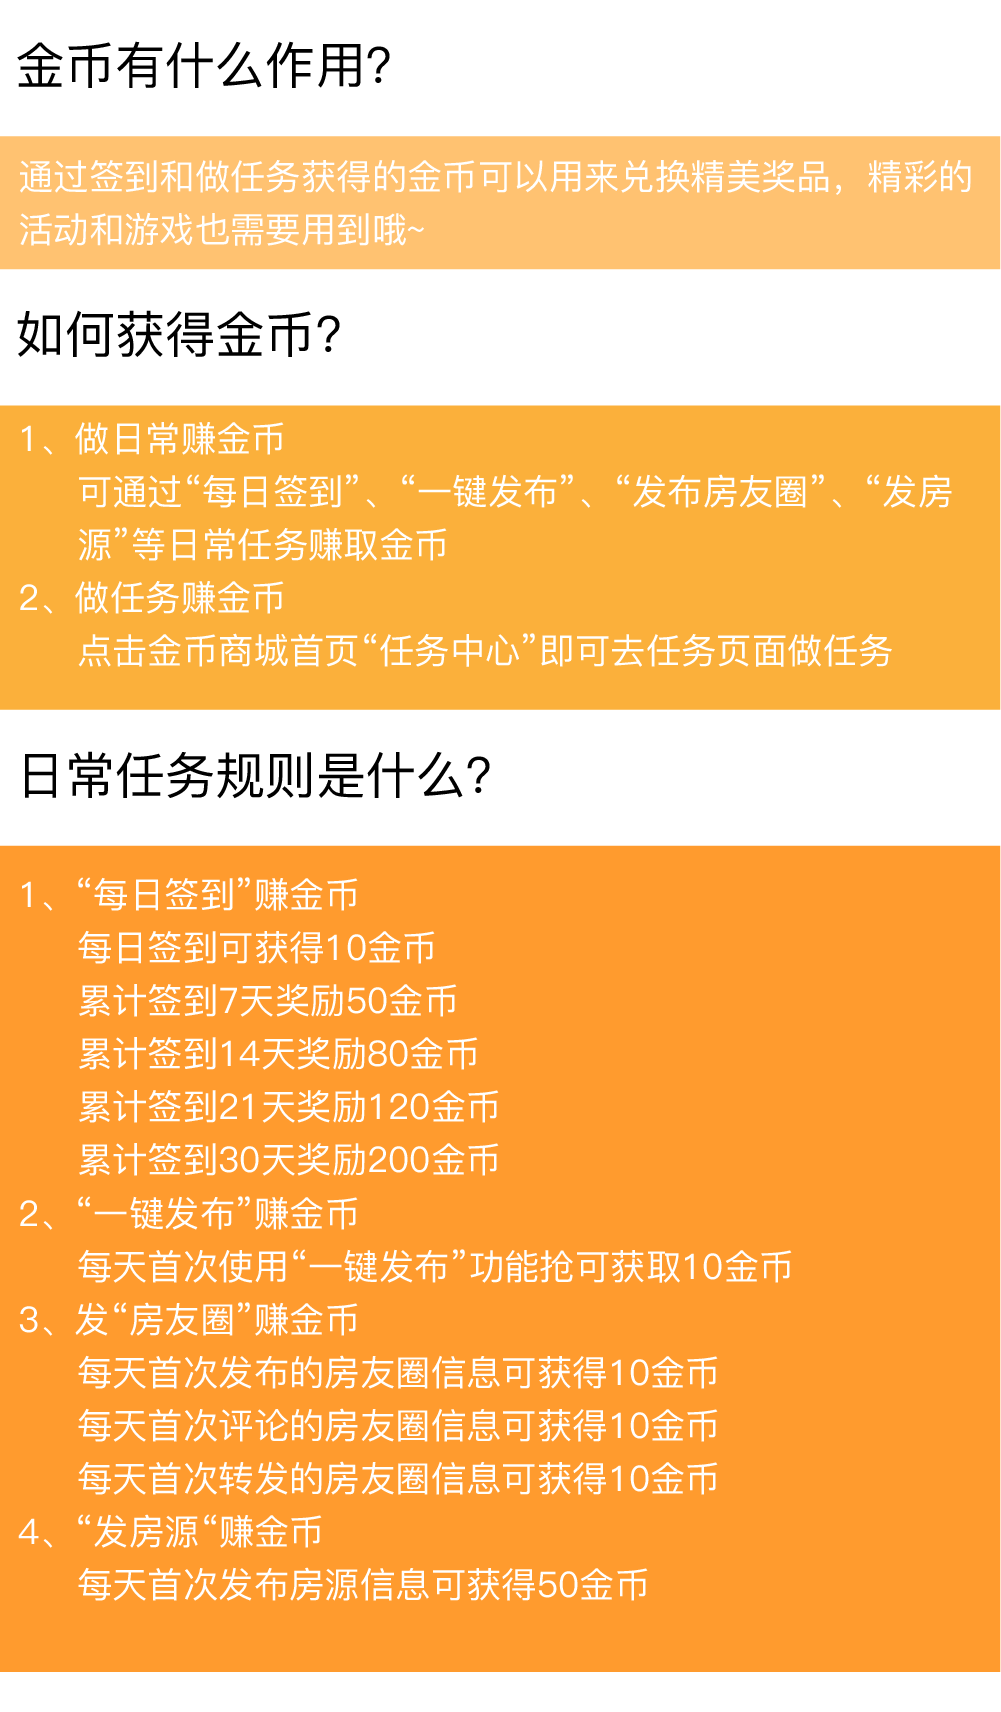 金币有什么作用?
通过签到和做任务获得的金币可以用来兑换精美奖品，精彩的
活动和游戏也需要用到哦~
如何获得金币?
1、做日常赚金币
可通过“每日签到”、“一键发布”、“发布房友圈”、“发房
源”等日常任务赚取金币
2、做任务赚金币
点击金币商城首页“任务中心”即可去任务页面做任务
日常任务规则是什么?
1、“每日签到”赚金币
每日签到可获得10金币
累计签到7天奖励50金币
累计签到14天奖励80金币
累计签到21天奖励120金币
累计签到30天奖励200金币
2、“一键发布”赚金币
每天首次使用“一键发布”功能抢可获取10金币
3、发“房友圈”赚金币
每天首次发布的房友圈信息可获得10金币
每天首次评论的房友圈信息可获得10金币
每天首次转发的房友圈信息可获得10金币
4、“发房源“赚金币
每天首次发布房源信息可获得50金币